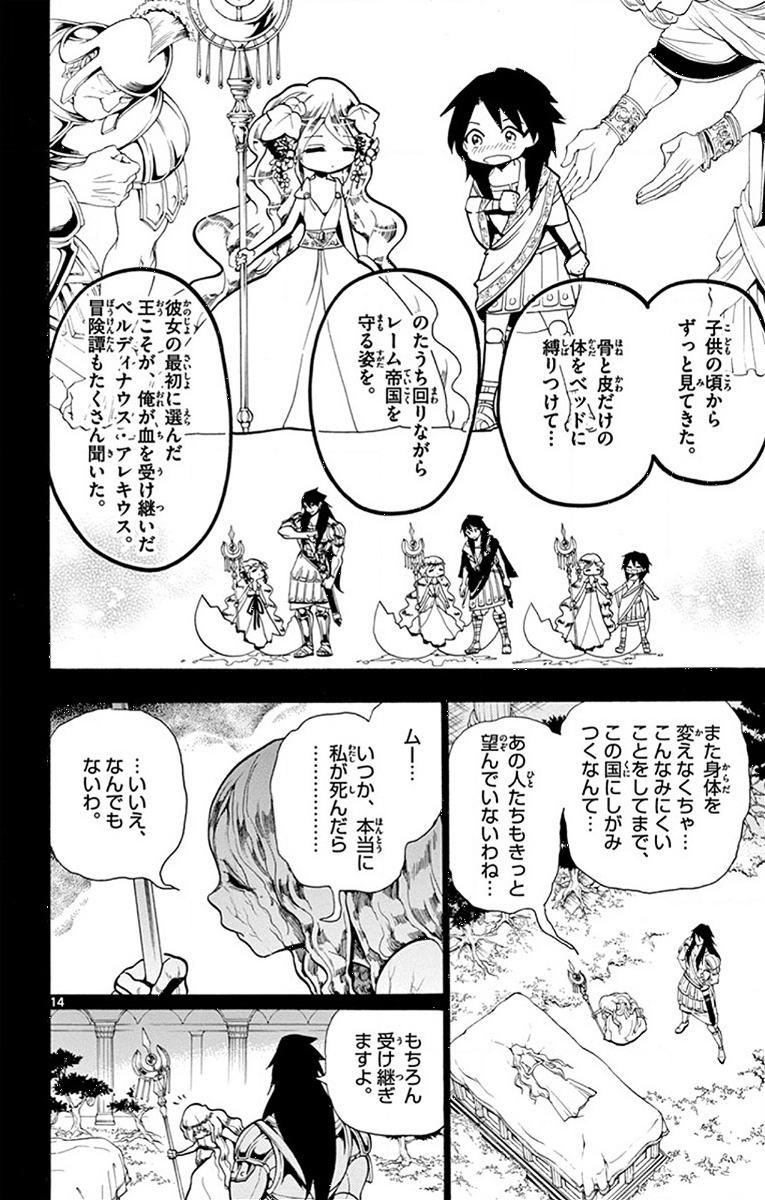 子供の頃から
ずっと見てきた。
骨と皮だけの
体をベッドに
縛りつけて…
のたうち回りながら
レーム帝国を
守る姿を。
彼女の最初に選んだ
王こそが、俺が血を受け継いだ
ペルナディウス・アレキウス。
冒険譚もたくさん聞いた。
また身体を
変えなくちゃ…
こんなみにくい
ことをしてまで、
この国にしがみ
つくなんて…
あの人たちもきっと
望んでいないわね…
ムー…
いつか、本当に
私が死んだら
…………………
…いいえ、
なんでも
ないわ。
もちろん
受け継ぎ
ますよ。
14